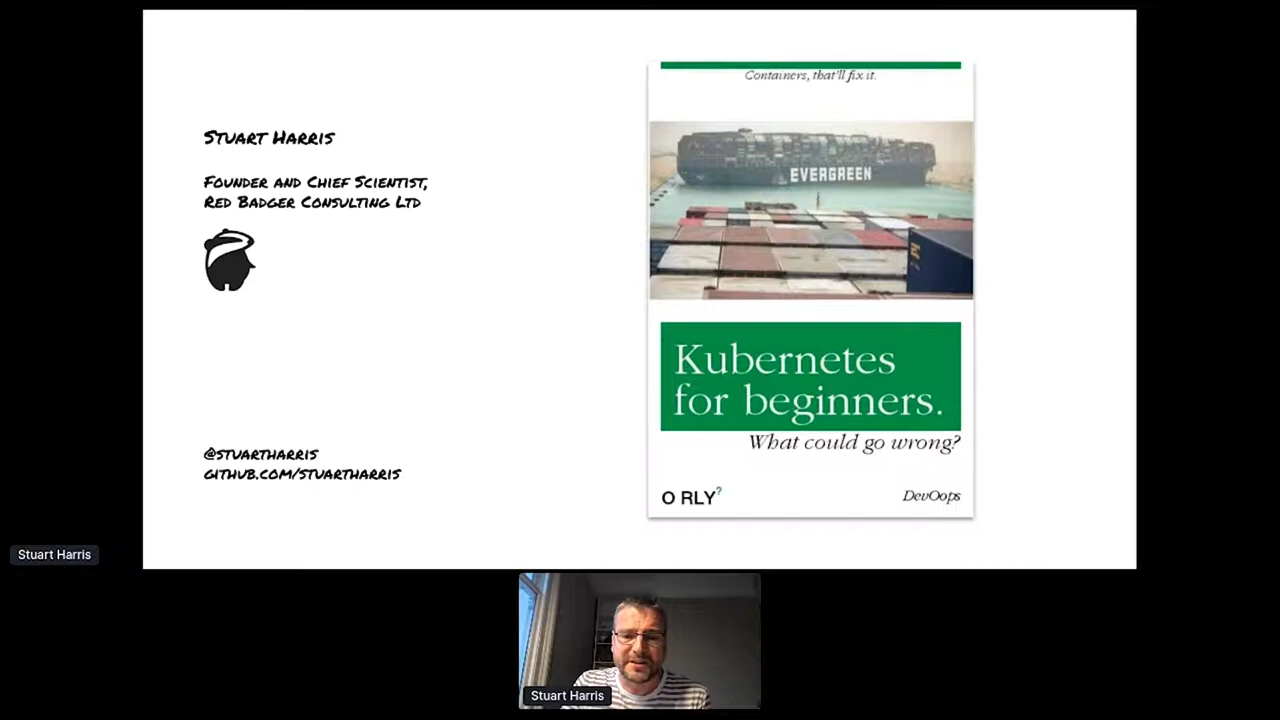 Stuart Harris
Founder and Chief Scientist,
Red Badger Consulting Ltd
@stuartharris
github.com/stuartharris
Containers, that'll fix it.
EVERGREEN
Kubernetes
for beginners.
What could go wrong?
O RLY?
DevOops
Stuart Harris
Stuart Harris